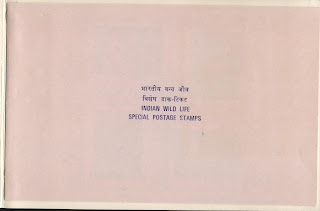 भारतीय वन्य जीव
विशेष डाक-टिकट
INDIAN WILD LIFE
SPECIAL POSTAGE STAMPS